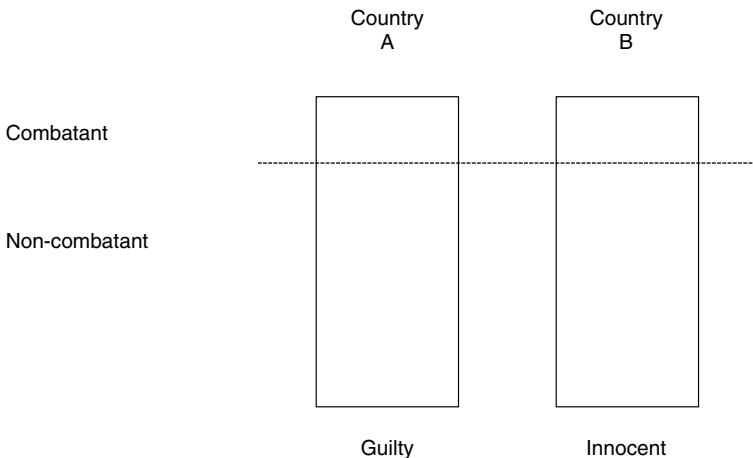 Country
A
Country
B
Combatant
Non-combatant
Guilty
Innocent